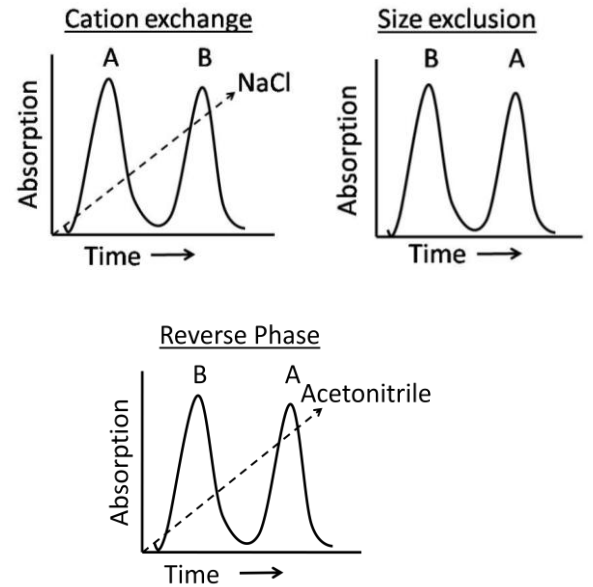 Cation exchange
A
B
NaCl
Absorption
Time
Size exclusion
B
A
Absorption
Time
Reverse Phase
B
A
Acetonitrile
Absorption
Time